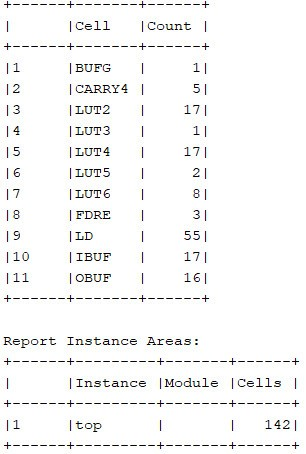 +------+-------+------+
|      |Cell   |Count |
+------+-------+------+
|1     |BUFG   |     1|
|2     |CARRY4 |     5|
|3     |LUT2   |    17|
|4     |LUT3   |     1|
|5     |LUT4   |    17|
|6     |LUT5   |     2|
|7     |LUT6   |     8|
|8     |FDRE   |     3|
|9     |LD     |    55|
|10    |IBUF   |    17|
|11    |OBUF   |    16|
+------+-------+------+
Report Instance Areas:
+------+---------+-------+------+
|      |Instance |Module |Cells |
+------+---------+-------+------+
|1     |top      |       |   142|
+------+---------+-------+------+